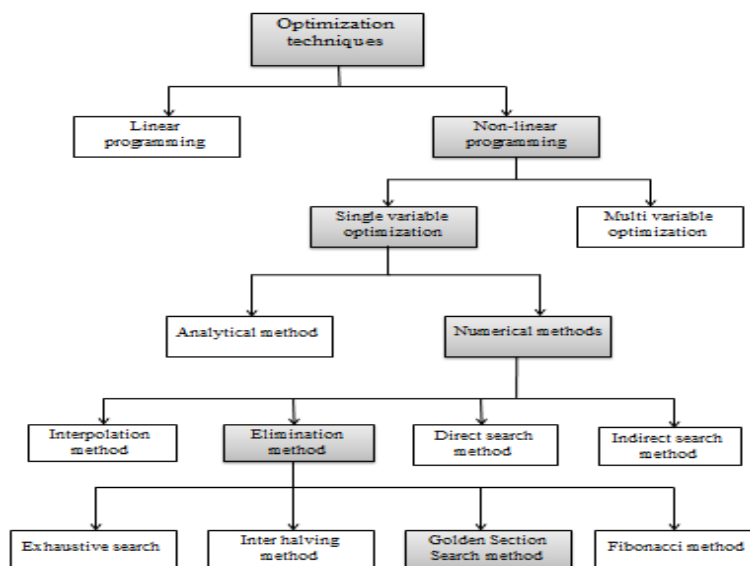 Optimization
techniques
Linear
programming
Non-linear
programming
Single variable
optimization
Multi variable
optimization
Analytical method
Numerical methods
Interpolation
method
Elimination
method
Direct search
method
Indirect search
method
Exhaustive search
Inter halving
method
Golden Section
Search method
Fibonacci method